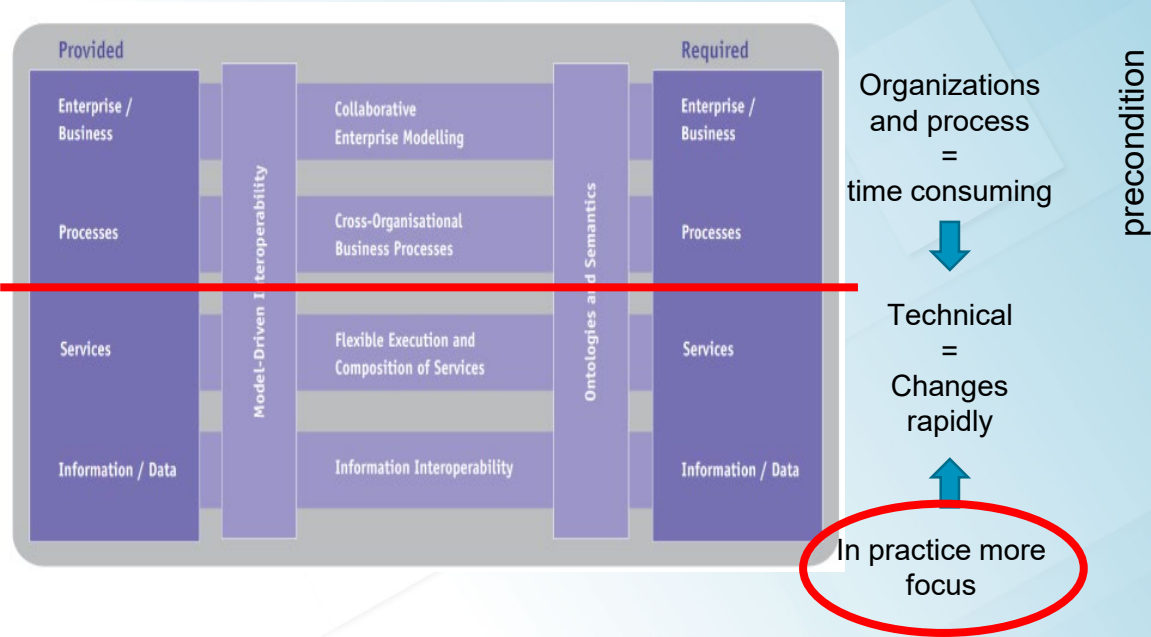 Provided
Enterprise /
Business
Processes
Services
Information / Data
Model-Driven Interoperability
Collaborative
Enterprise Modelling
Cross-Organisational
Business Processes
Flexible Execution and
Composition of Services
Information Interoperability
Ontologies and Semantics
Required
Enterprise /
Business
Processes
Services
Information / Data
Organizations
and process
=
time consuming
Technical
=
Changes
rapidly
In practice more
focus
precondition